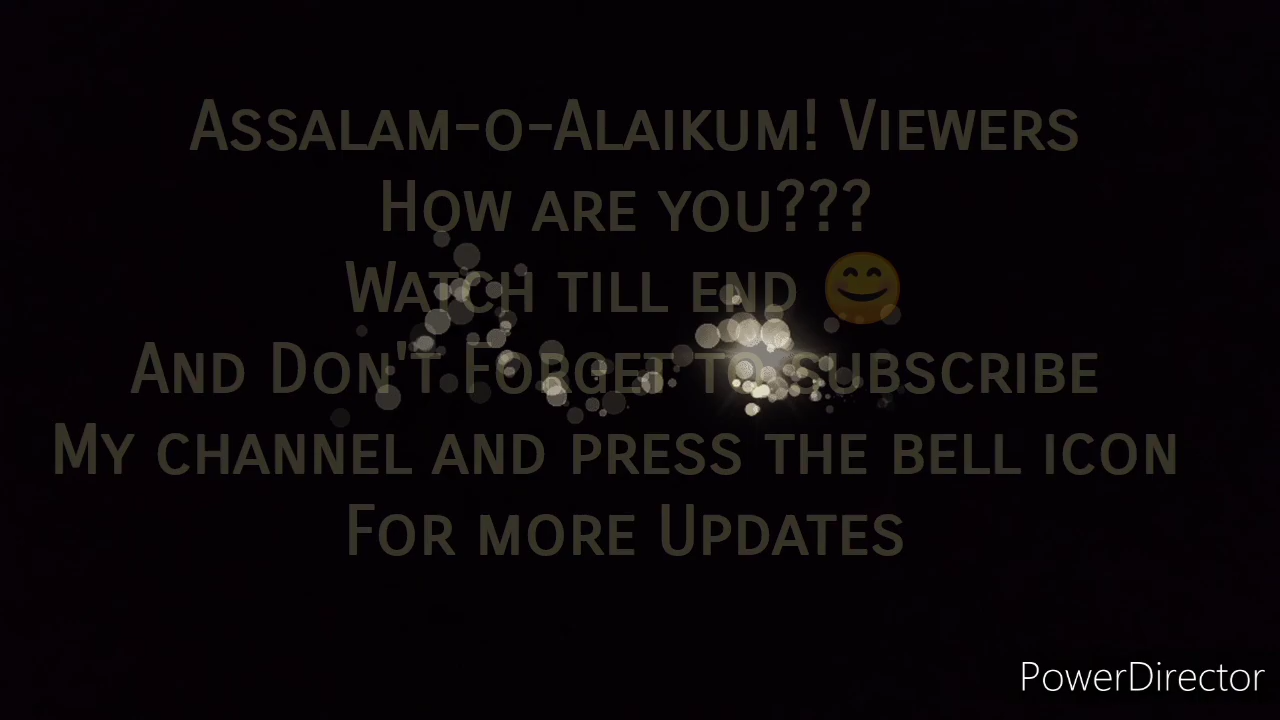 Assalam-o-Alaikum! Viewers
How are you???
Watch till end 😄
And Don't Forget to subscribe
My channel and press the bell icon
For more Updates
PowerDirector